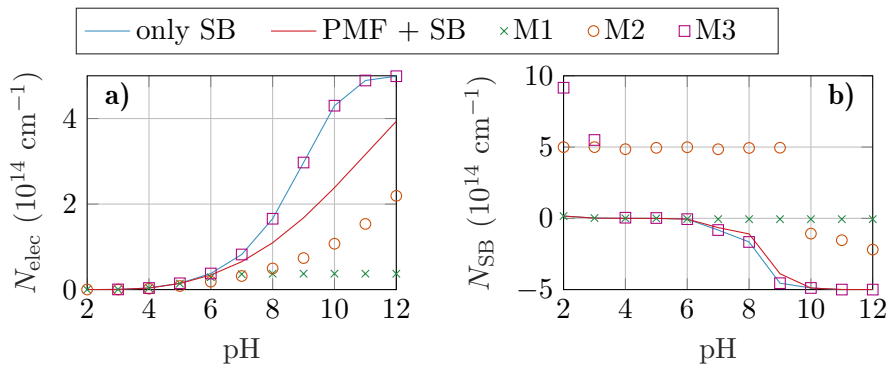 only SB PMF + SB M1 M2 M3
a)
4
2
0
2 4 6 8 10 12
pH
N_elec (10^14 cm^−1)
b)
10
5
0
−5
2 4 6 8 10 12
pH
N_SB (10^14 cm^−1)